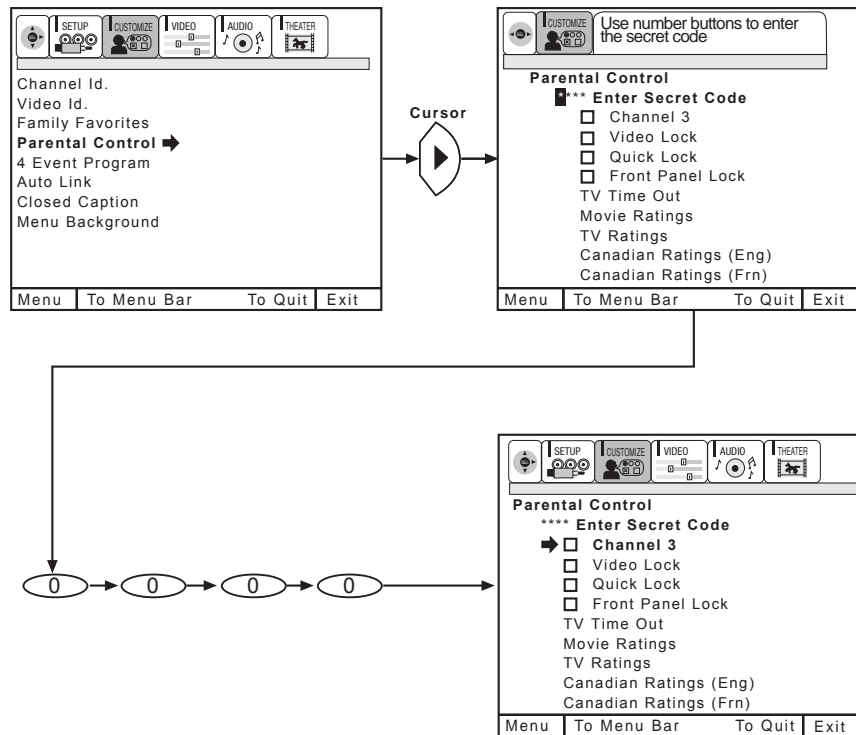 SETUP CUSTOMIZE VIDEO AUDIO THEATER
Channel Id.
Video Id.
Family Favorites
Parental Control
4 Event Program
Auto Link
Closed Caption
Menu Background
Menu To Menu Bar To Quit Exit
Cursor
CUSTOMIZE
Use number buttons to enter
the secret code
Parental Control
**** Enter Secret Code
Channel 3
Video Lock
Quick Lock
Front Panel Lock
TV Time Out
Movie Ratings
TV Ratings
Canadian Ratings (Eng)
Canadian Ratings (Frn)
Menu To Menu Bar To Quit Exit
0 0 0 0
SETUP CUSTOMIZE VIDEO AUDIO THEATER
Parental Control
**** Enter Secret Code
Channel 3
Video Lock
Quick Lock
Front Panel Lock
TV Time Out
Movie Ratings
TV Ratings
Canadian Ratings (Eng)
Canadian Ratings (Frn)
Menu To Menu Bar To Quit Exit